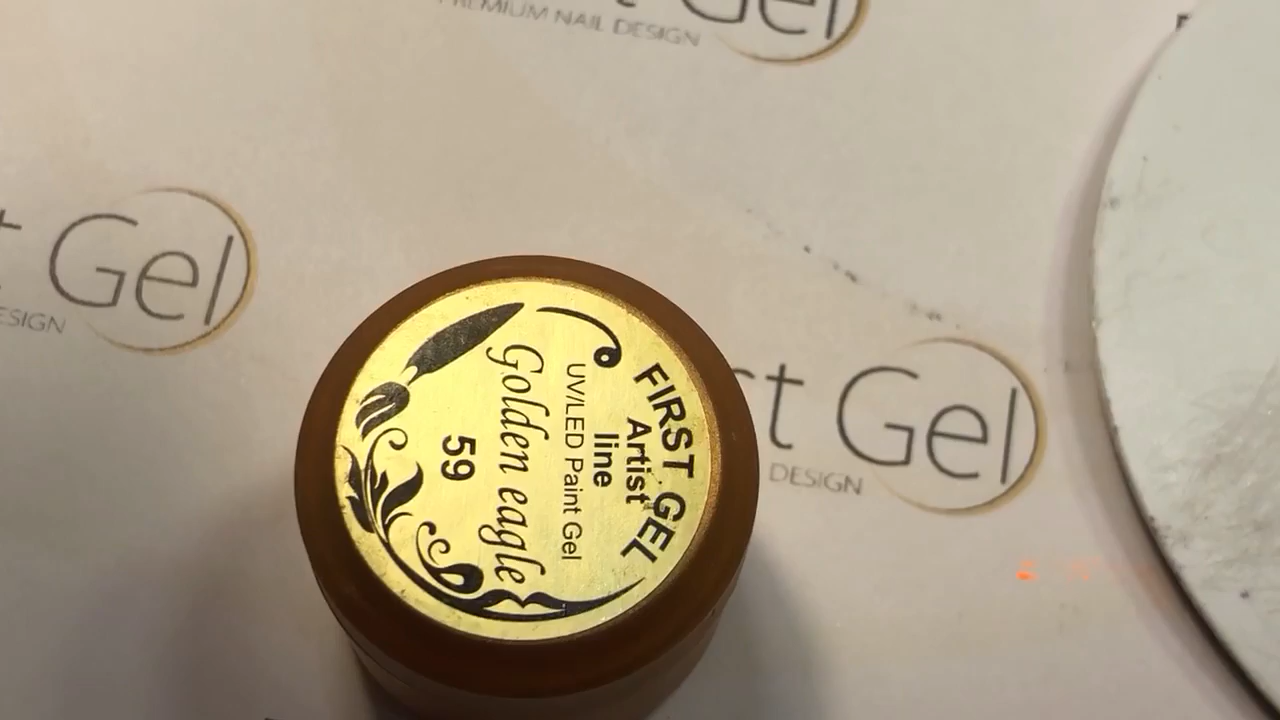 Gel
PREMIUM NAIL DESIGN
t Gel
ESIGN
st Gel
DESIGN
FIRST GEL
Artist
line
UV/LED Paint Gel
Golden eagle
59